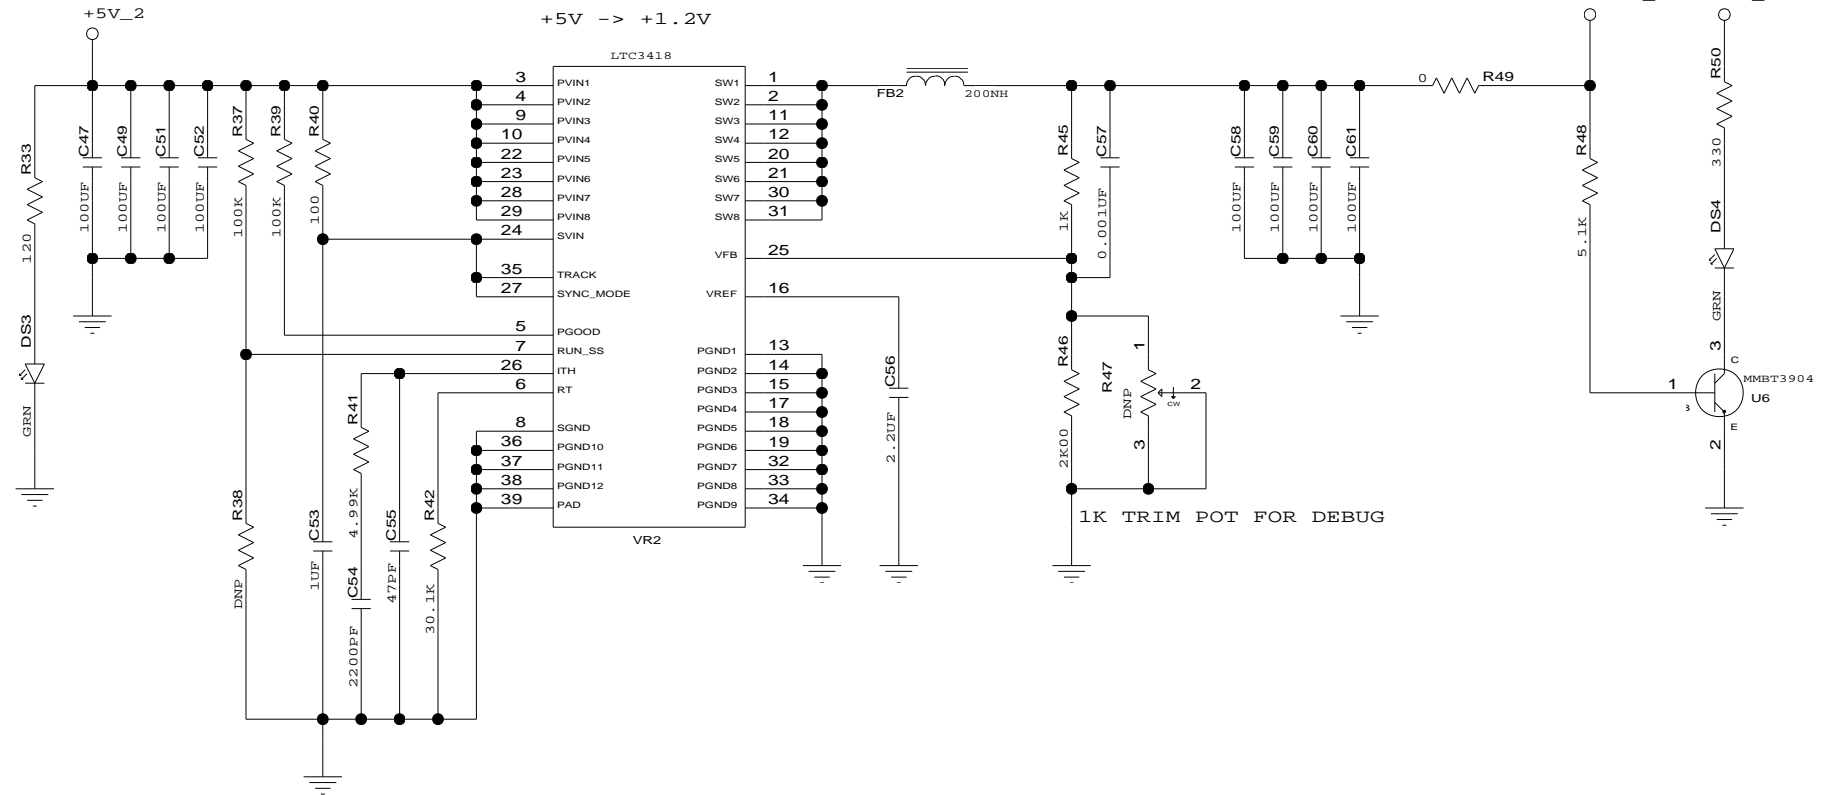 +5V_2
+5V -> +1.2V
LTC3418
3 PVIN1
4 PVIN2
9 PVIN3
10 PVIN4
22 PVIN5
23 PVIN6
28 PVIN7
29 PVIN8
24 SVIN
35 TRACK
27 SYNC_MODE
5 PGOOD
7 RUN_SS
26 ITH
6 RT
8 SGND
36 PGND10
37 PGND11
38 PGND12
39 PAD
SW1 1
SW2 2
SW3 11
SW4 12
SW5 20
SW6 21
SW7 30
SW8 31
VFB 25
VREF 16
PGND1 13
PGND2 14
PGND3 15
PGND4 17
PGND5 18
PGND6 19
PGND7 32
PGND8 33
PGND9 34
VR2
R33
120
DS3
GRN
C47
100UF
C49
100UF
C51
100UF
C52
100UF
R37
100K
R39
100K
R40
100
R38
DNP
C53
1UF
R41
4.99K
C54
2200PF
C55
47PF
R42
30.1K
FB2
200NH
C56
2.2UF
R45
1K
C57
0.001UF
R46
2K00
R47
DNP
1
2
3
CW
1K TRIM POT FOR DEBUG
C58
100UF
C59
100UF
C60
100UF
C61
100UF
0 R49
R48
5.1K
R50
330
DS4
GRN
3
C
1
MMBT3904
U6
E
2